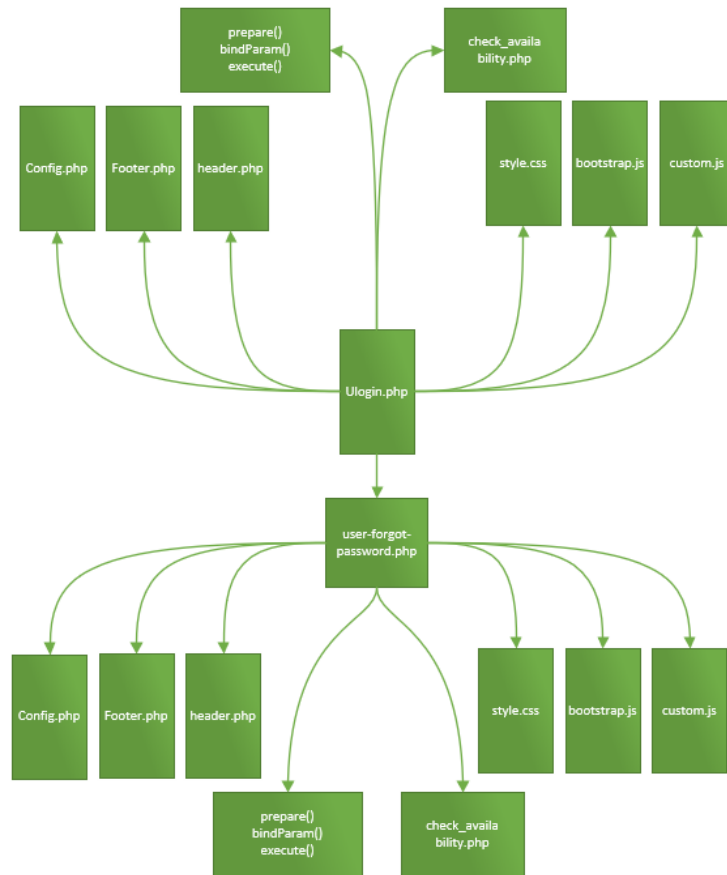 prepare()
bindParam()
execute()
check_availa
bility.php
Config.php
Footer.php
header.php
style.css
bootstrap.js
custom.js
Ulogin.php
user-forgot-
password.php
Config.php
Footer.php
header.php
style.css
bootstrap.js
custom.js
prepare()
bindParam()
execute()
check_availa
bility.php